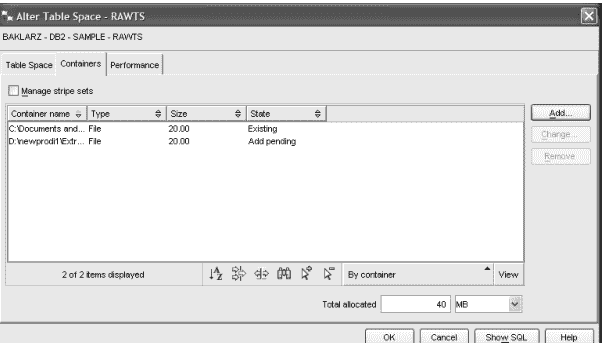 Alter Table Space - RAWTS
BAKLARZ - DB2 - SAMPLE - RAWTS
Table Space Containers Performance
Manage stripe sets
Container name Type Size State
C:\Documents and... File 20.00 Existing
D:\newprodi1\Extr... File 20.00 Add pending
Add...
Change...
Remove
2 of 2 items displayed
By container View
Total allocated 40 MB
OK Cancel Show SQL Help